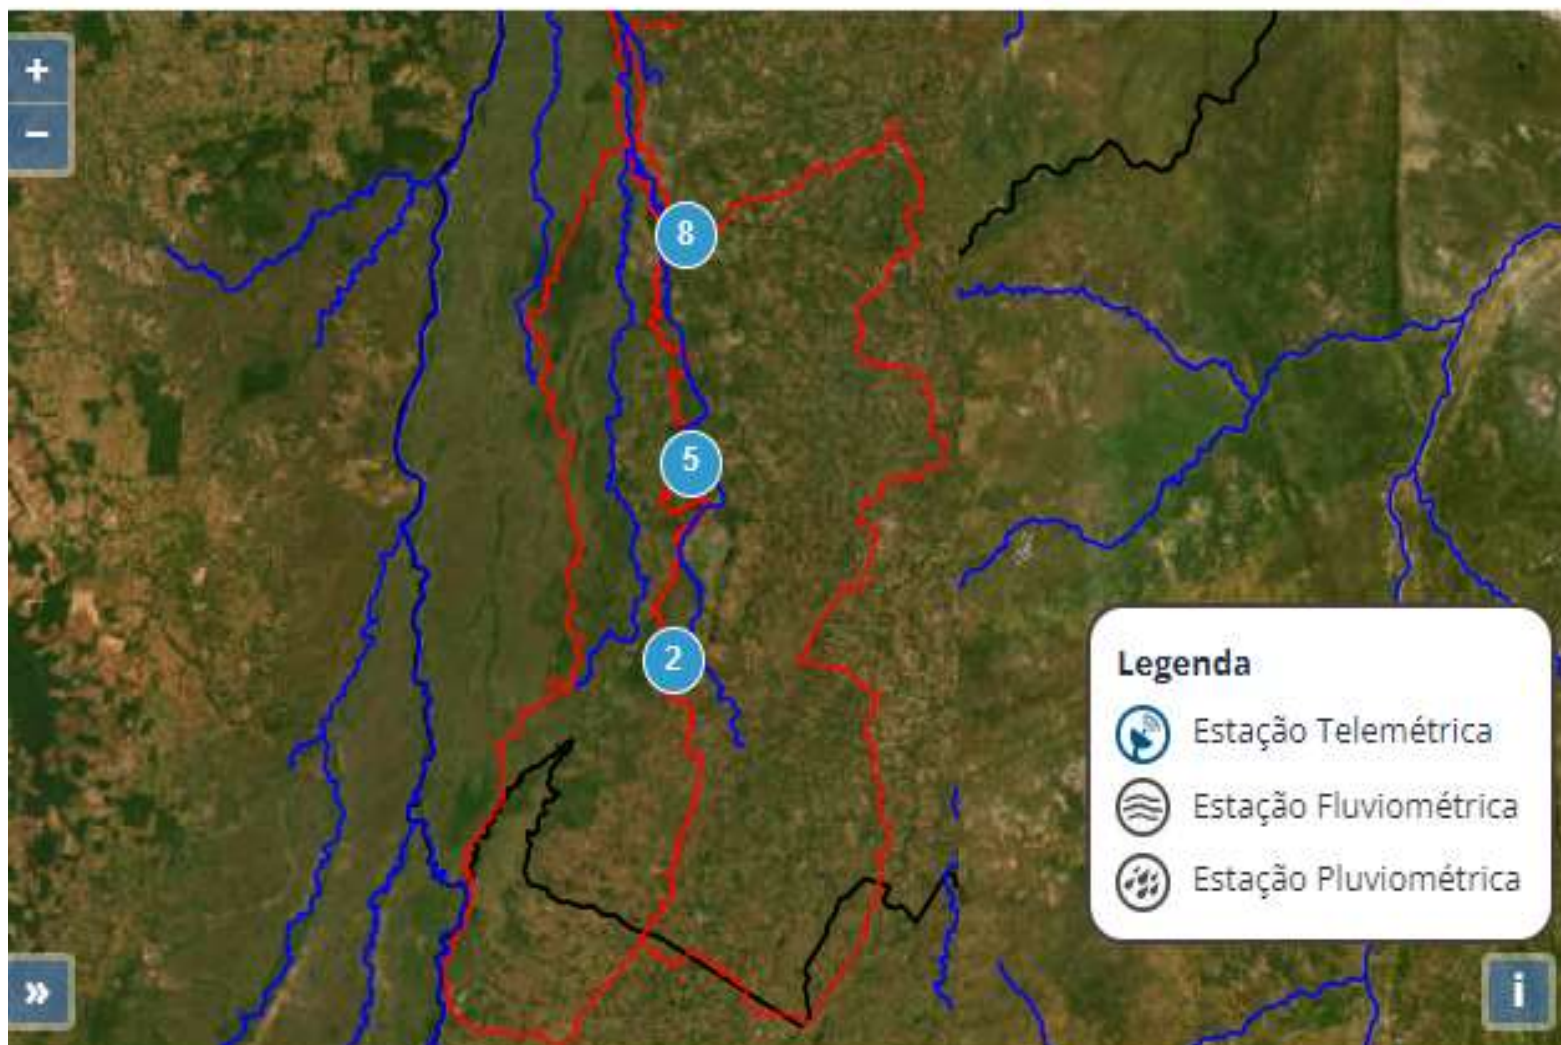 +
−
8
5
2
Legenda
Estação Telemétrica
Estação Fluviométrica
Estação Pluviométrica
»
i